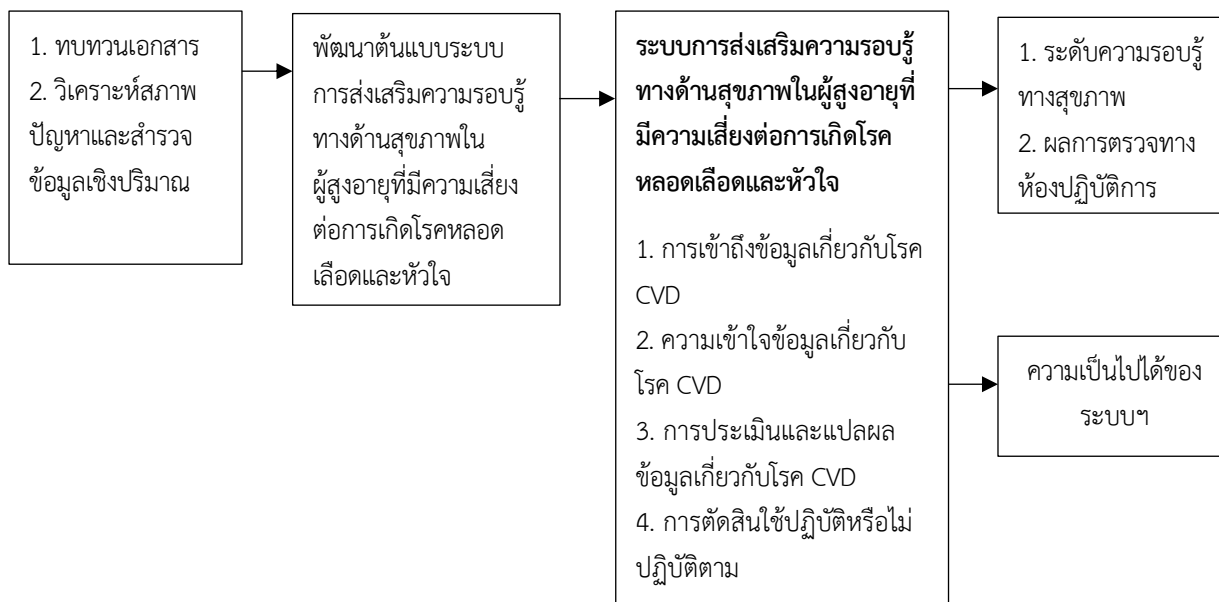 1. ทบทวนเอกสาร
2. วิเคราะห์สภาพ
ปัญหาและสำรวจ
ข้อมูลเชิงปริมาณ
พัฒนาต้นแบบระบบ
การส่งเสริมความรอบรู้
ทางด้านสุขภาพใน
ผู้สูงอายุที่มีความเสี่ยง
ต่อการเกิดโรคหลอด
เลือดและหัวใจ
ระบบการส่งเสริมความรอบรู้
ทางด้านสุขภาพในผู้สูงอายุที่
มีความเสี่ยงต่อการเกิดโรค
หลอดเลือดและหัวใจ
1. การเข้าถึงข้อมูลเกี่ยวกับโรค
CVD
2. ความเข้าใจข้อมูลเกี่ยวกับ
โรค CVD
3. การประเมินและแปลผล
ข้อมูลเกี่ยวกับโรค CVD
4. การตัดสินใช้ปฏิบัติหรือไม่
ปฏิบัติตาม
1. ระดับความรอบรู้
ทางสุขภาพ
2. ผลการตรวจทาง
ห้องปฏิบัติการ
ความเป็นไปได้ของ
ระบบฯ